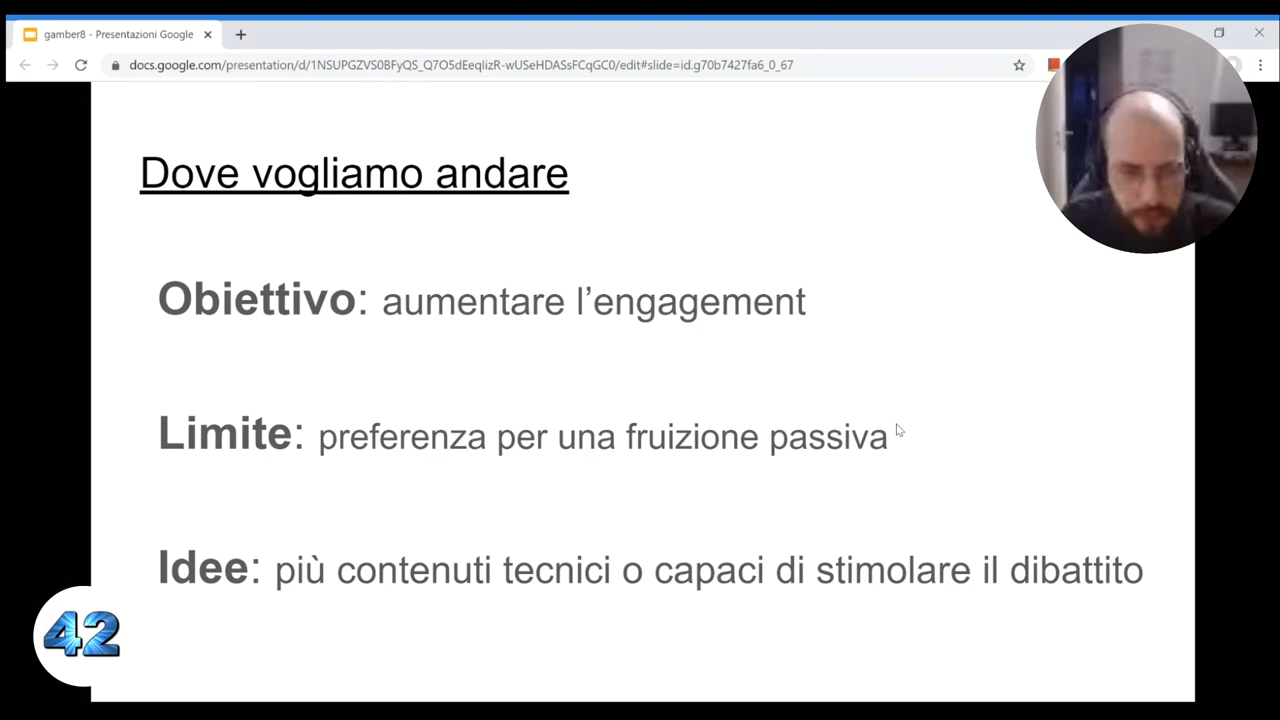 gamber8 - Presentazioni Google
docs.google.com/presentation/d/1NSUPGZVS0BFyQS_Q7O5dEeqIizR-wUSeHDASsFCqGC0/edit#slide=id.g70b7427fa6_0_67
Dove vogliamo andare
Obiettivo: aumentare l’engagement
Limite: preferenza per una fruizione passiva
Idee: più contenuti tecnici o capaci di stimolare il dibattito
42